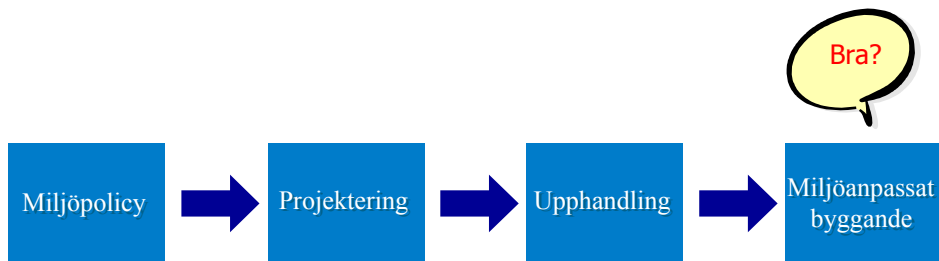 Bra?
Miljöpolicy
Projektering
Upphandling
Miljöanpassat
byggande